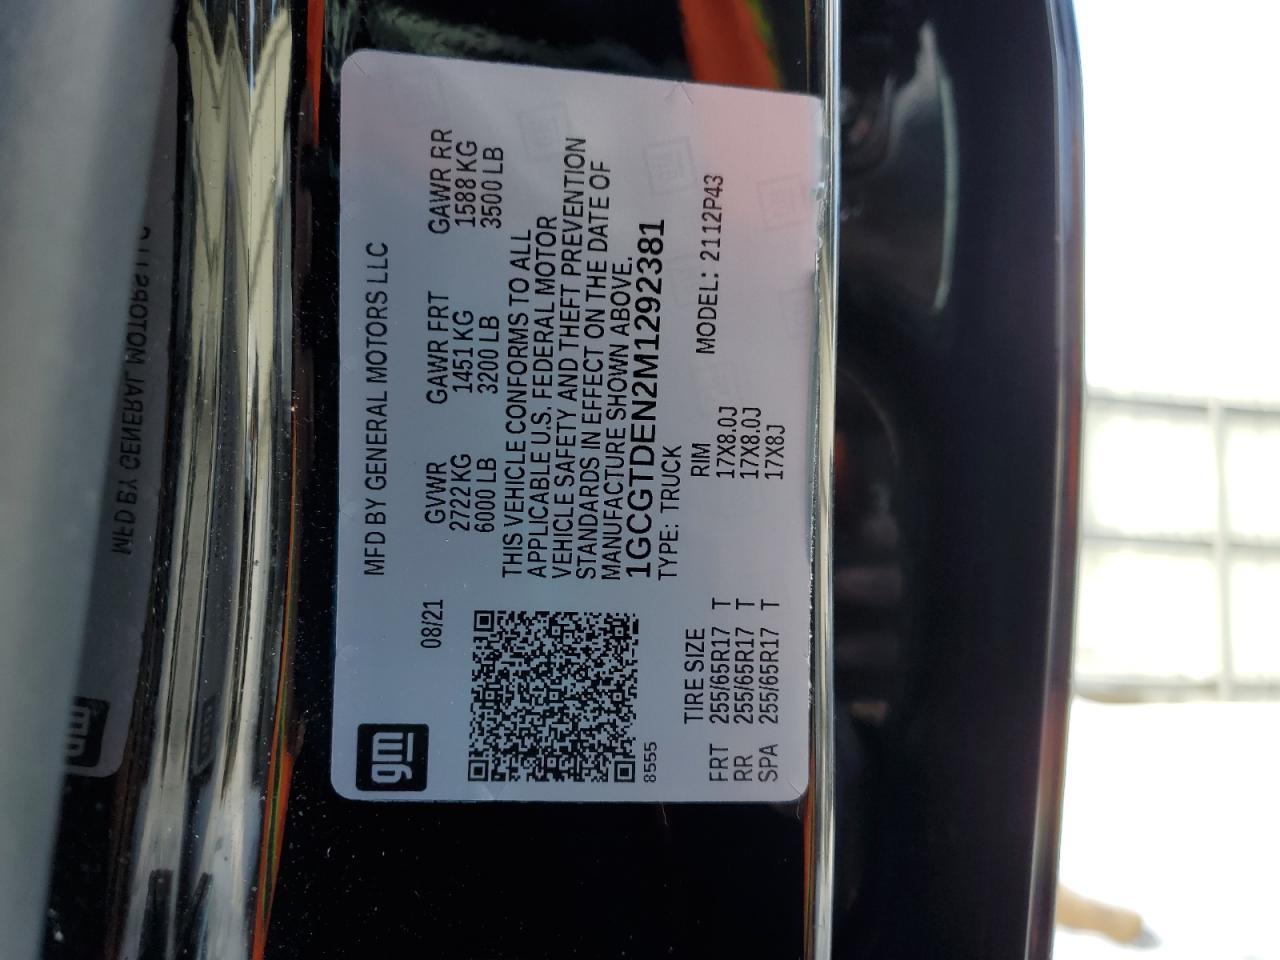 gm
MFD BY GENERAL MOTORS LLC
08/21
GVWR GAWR FRT GAWR RR
2722 KG 1451 KG 1588 KG
6000 LB 3200 LB 3500 LB
THIS VEHICLE CONFORMS TO ALL
APPLICABLE U.S. FEDERAL MOTOR
VEHICLE SAFETY AND THEFT PREVENTION
STANDARDS IN EFFECT ON THE DATE OF
MANUFACTURE SHOWN ABOVE.
1GCGTDEN2M1292381
8555
TYPE: TRUCK
TIRE SIZE RIM MODEL: 2112P43
FRT 255/65R17 T 17X8.0J
RR 255/65R17 T 17X8.0J
SPA 255/65R17 T 17X8J